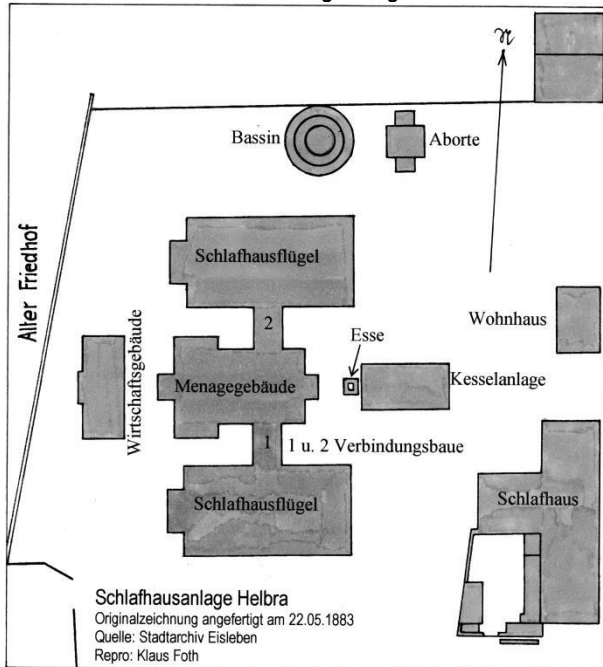 n
Bassin
Aborte
Schlafhausflügel
Alter Friedhof
2
Wohnhaus
Esse
Wirtschaftsgebäude
Menagegebäude
Kesselanlage
1
1 u. 2 Verbindungsbaue
Schlafhausflügel
Schlafhaus
Schlafhausanlage Helbra
Originalzeichnung angefertigt am 22.05.1883
Quelle: Stadtarchiv Eisleben
Repro: Klaus Foth